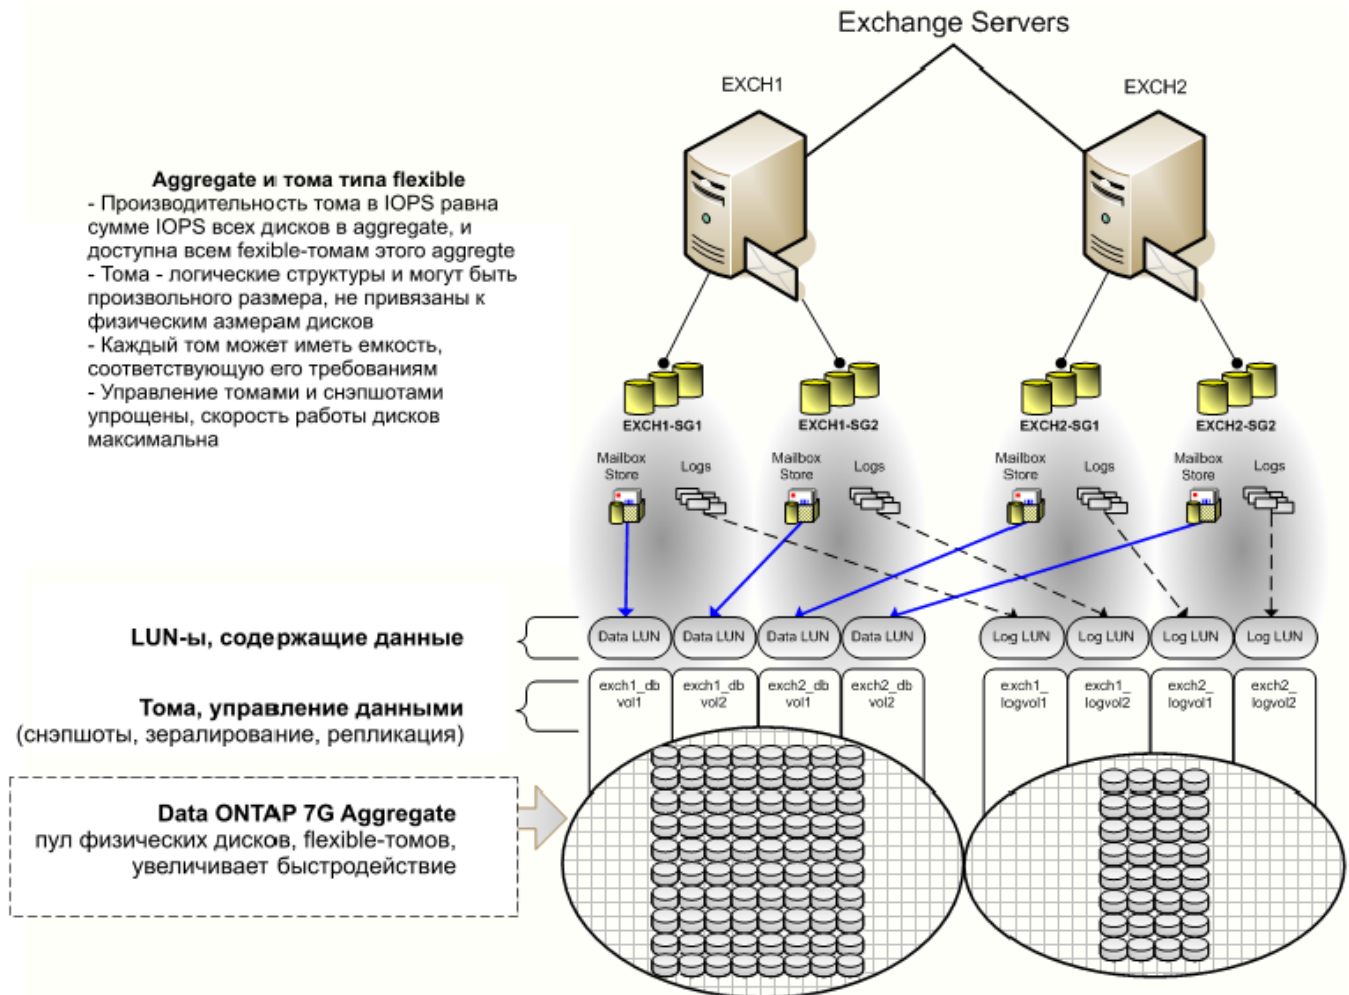 Exchange Servers
EXCH1
EXCH2
Aggregate и тома типа flexible
- Производительность тома в IOPS равна
сумме IOPS всех дисков в aggregate, и
доступна всем fexible-томам этого aggregte
- Тома - логические структуры и могут быть
произвольного размера, не привязаны к
физическим азмерам дисков
- Каждый том может иметь емкость,
соответствующую его требованиям
- Управление томами и снэпшотами
упрощены, скорость работы дисков
максимальна
EXCH1-SG1
EXCH1-SG2
EXCH2-SG1
EXCH2-SG2
Mailbox
Store
Logs
Mailbox
Store
Logs
Mailbox
Store
Logs
Mailbox
Store
Logs
LUN-ы, содержащие данные
Data LUN
Data LUN
Data LUN
Data LUN
Log LUN
Log LUN
Log LUN
Log LUN
Тома, управление данными
(снэпшоты, зералирование, репликация)
exch1_db
vol1
exch1_db
vol2
exch2_db
vol1
exch2_db
vol2
exch1_
logvol1
exch1_
logvol2
exch2_
logvol1
exch2_
logvol2
Data ONTAP 7G Aggregate
пул физических дисков, flexible-томов,
увеличивает быстродействие